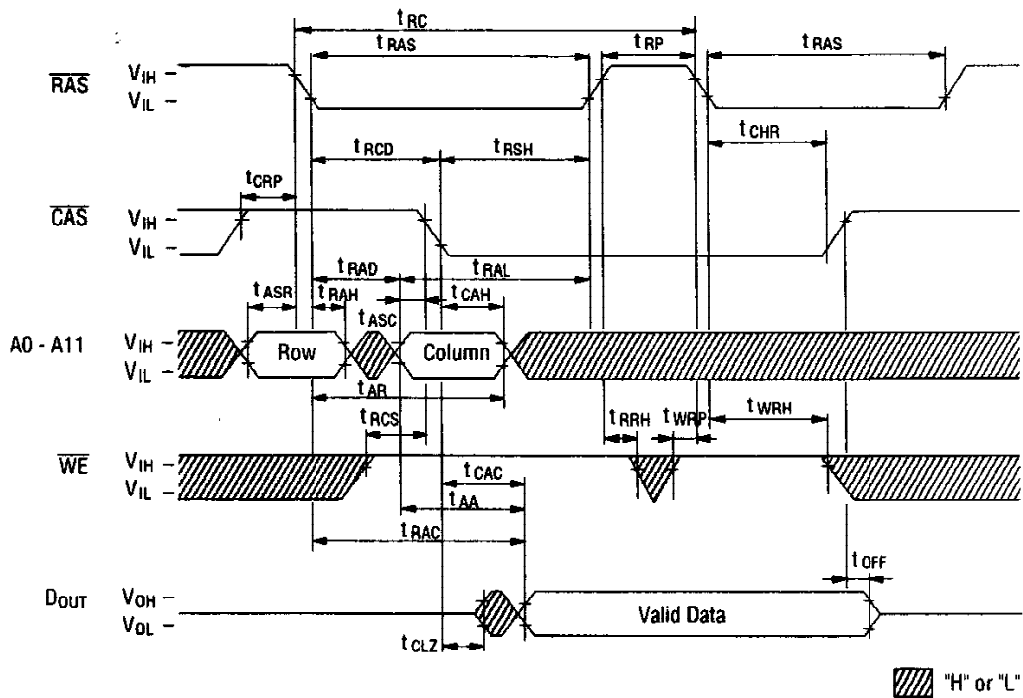 tRC
tRAS tRP tRAS
RAS VIH
VIL
tCHR
tRCD tRSH
tCRP
CAS VIH
VIL
tRAD tRAL
tASR tRAH tCAH
tASC
A0 - A11 VIH Row Column
VIL
tAR
tRCS tRRH tWRP tWRH
WE VIH
VIL
tCAC
tAA
tRAC
tOFF
DOUT VOH
VOL Valid Data
tCLZ
"H" or "L"